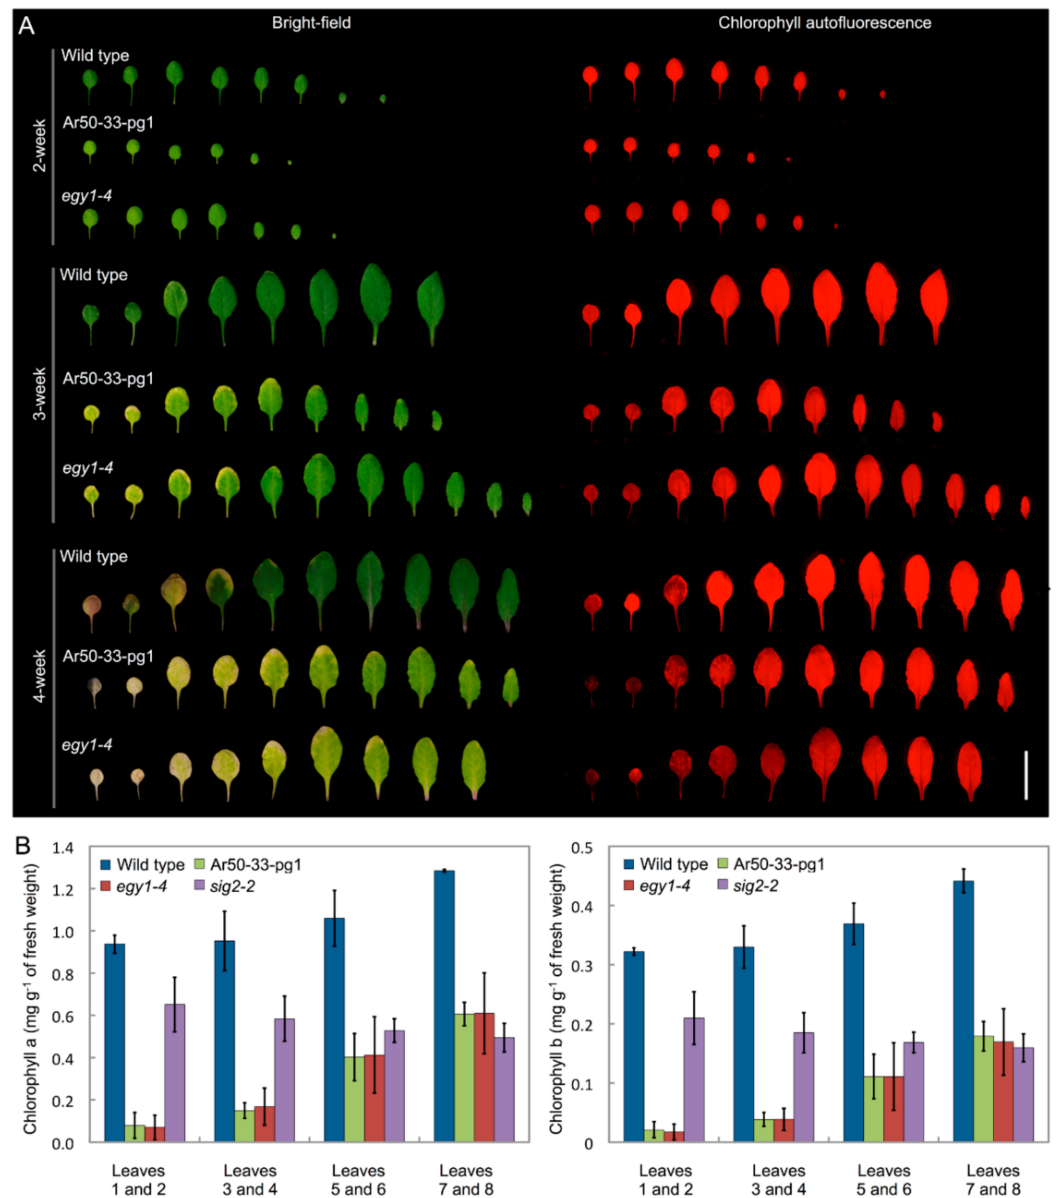 A
Bright-field
Chlorophyll autofluorescence
2-week
Wild type
Ar50-33-pg1
egy1-4
3-week
Wild type
Ar50-33-pg1
egy1-4
4-week
Wild type
Ar50-33-pg1
egy1-4
B
Chlorophyll a (mg g⁻¹ of fresh weight)
1.4
1.2
1.0
0.8
0.6
0.4
0.2
0.0
Wild type
Ar50-33-pg1
egy1-4
sig2-2
Leaves
1 and 2
Leaves
3 and 4
Leaves
5 and 6
Leaves
7 and 8
Chlorophyll b (mg g⁻¹ of fresh weight)
0.5
0.4
0.3
0.2
0.1
0
Wild type
Ar50-33-pg1
egy1-4
sig2-2
Leaves
1 and 2
Leaves
3 and 4
Leaves
5 and 6
Leaves
7 and 8